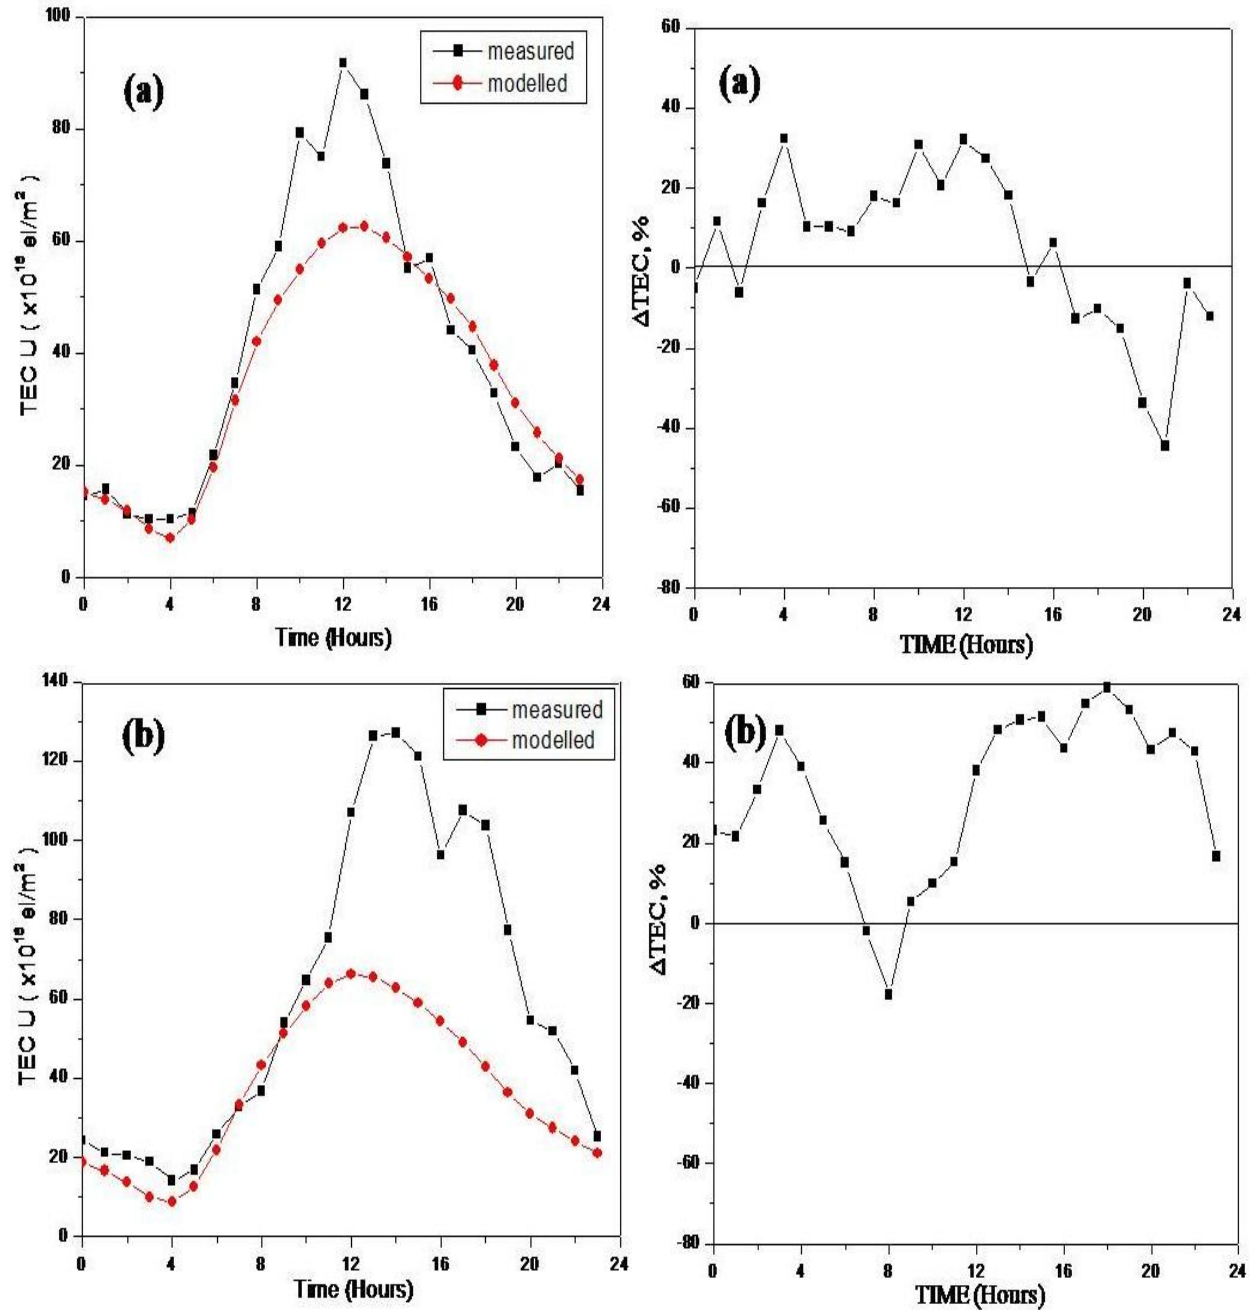 100
80
60
40
20
0
TEC U ( x10¹⁶ el/m²)
(a)
measured
modelled
0 4 8 12 16 20 24
Time (Hours)
60
40
20
0
-20
-40
-60
-80
ΔTEC, %
(a)
0 4 8 12 16 20 24
TIME (Hours)
140
120
100
80
60
40
20
0
TEC U ( x10¹⁶ el/m²)
(b)
measured
modelled
0 4 8 12 16 20 24
Time (Hours)
60
40
20
0
-20
-40
-60
-80
ΔTEC, %
(b)
0 4 8 12 16 20 24
TIME (Hours)